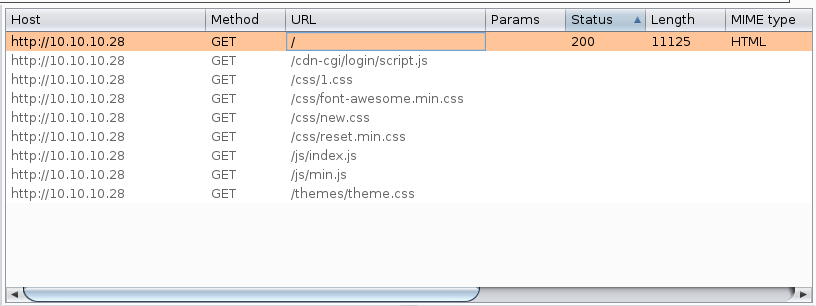 Host Method URL Params Status Length MIME type
http://10.10.10.28 GET / 200 11125 HTML
http://10.10.10.28 GET /cdn-cgi/login/script.js
http://10.10.10.28 GET /css/1.css
http://10.10.10.28 GET /css/font-awesome.min.css
http://10.10.10.28 GET /css/new.css
http://10.10.10.28 GET /css/reset.min.css
http://10.10.10.28 GET /js/index.js
http://10.10.10.28 GET /js/min.js
http://10.10.10.28 GET /themes/theme.css